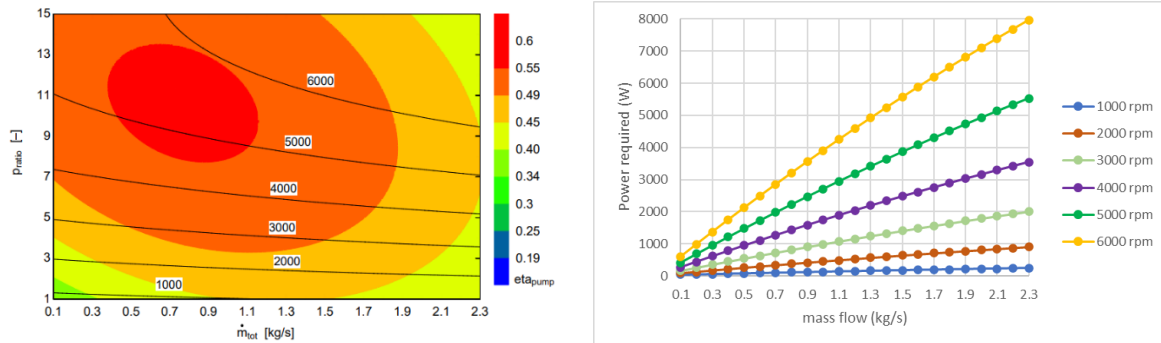 15
13
11
9
7
5
3
1
p_ratio [–]
6000
5000
4000
3000
2000
1000
0.1 0.3 0.5 0.7 0.9 1.1 1.3 1.5 1.7 1.9 2.1 2.3
ṁ_tot [kg/s]
0.6
0.55
0.49
0.45
0.40
0.34
0.3
0.25
0.19
eta_pump
8000
7000
6000
5000
4000
3000
2000
1000
0
Power required (W)
0.1 0.3 0.5 0.7 0.9 1.1 1.3 1.5 1.7 1.9 2.1 2.3
mass flow (kg/s)
1000 rpm
2000 rpm
3000 rpm
4000 rpm
5000 rpm
6000 rpm